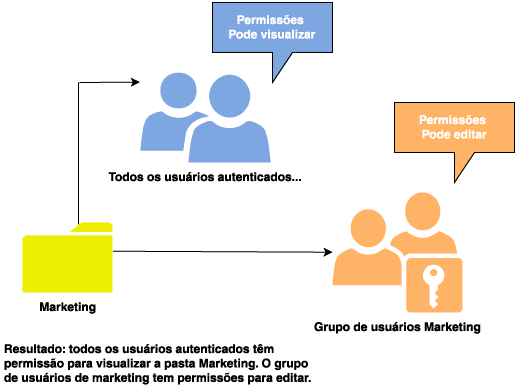 Permissões
Pode visualizar
Permissões
Pode editar
Todos os usuários autenticados...
Marketing
Grupo de usuários Marketing
Resultado: todos os usuários autenticados têm
permissão para visualizar a pasta Marketing. O grupo
de usuários de marketing tem permissões para editar.